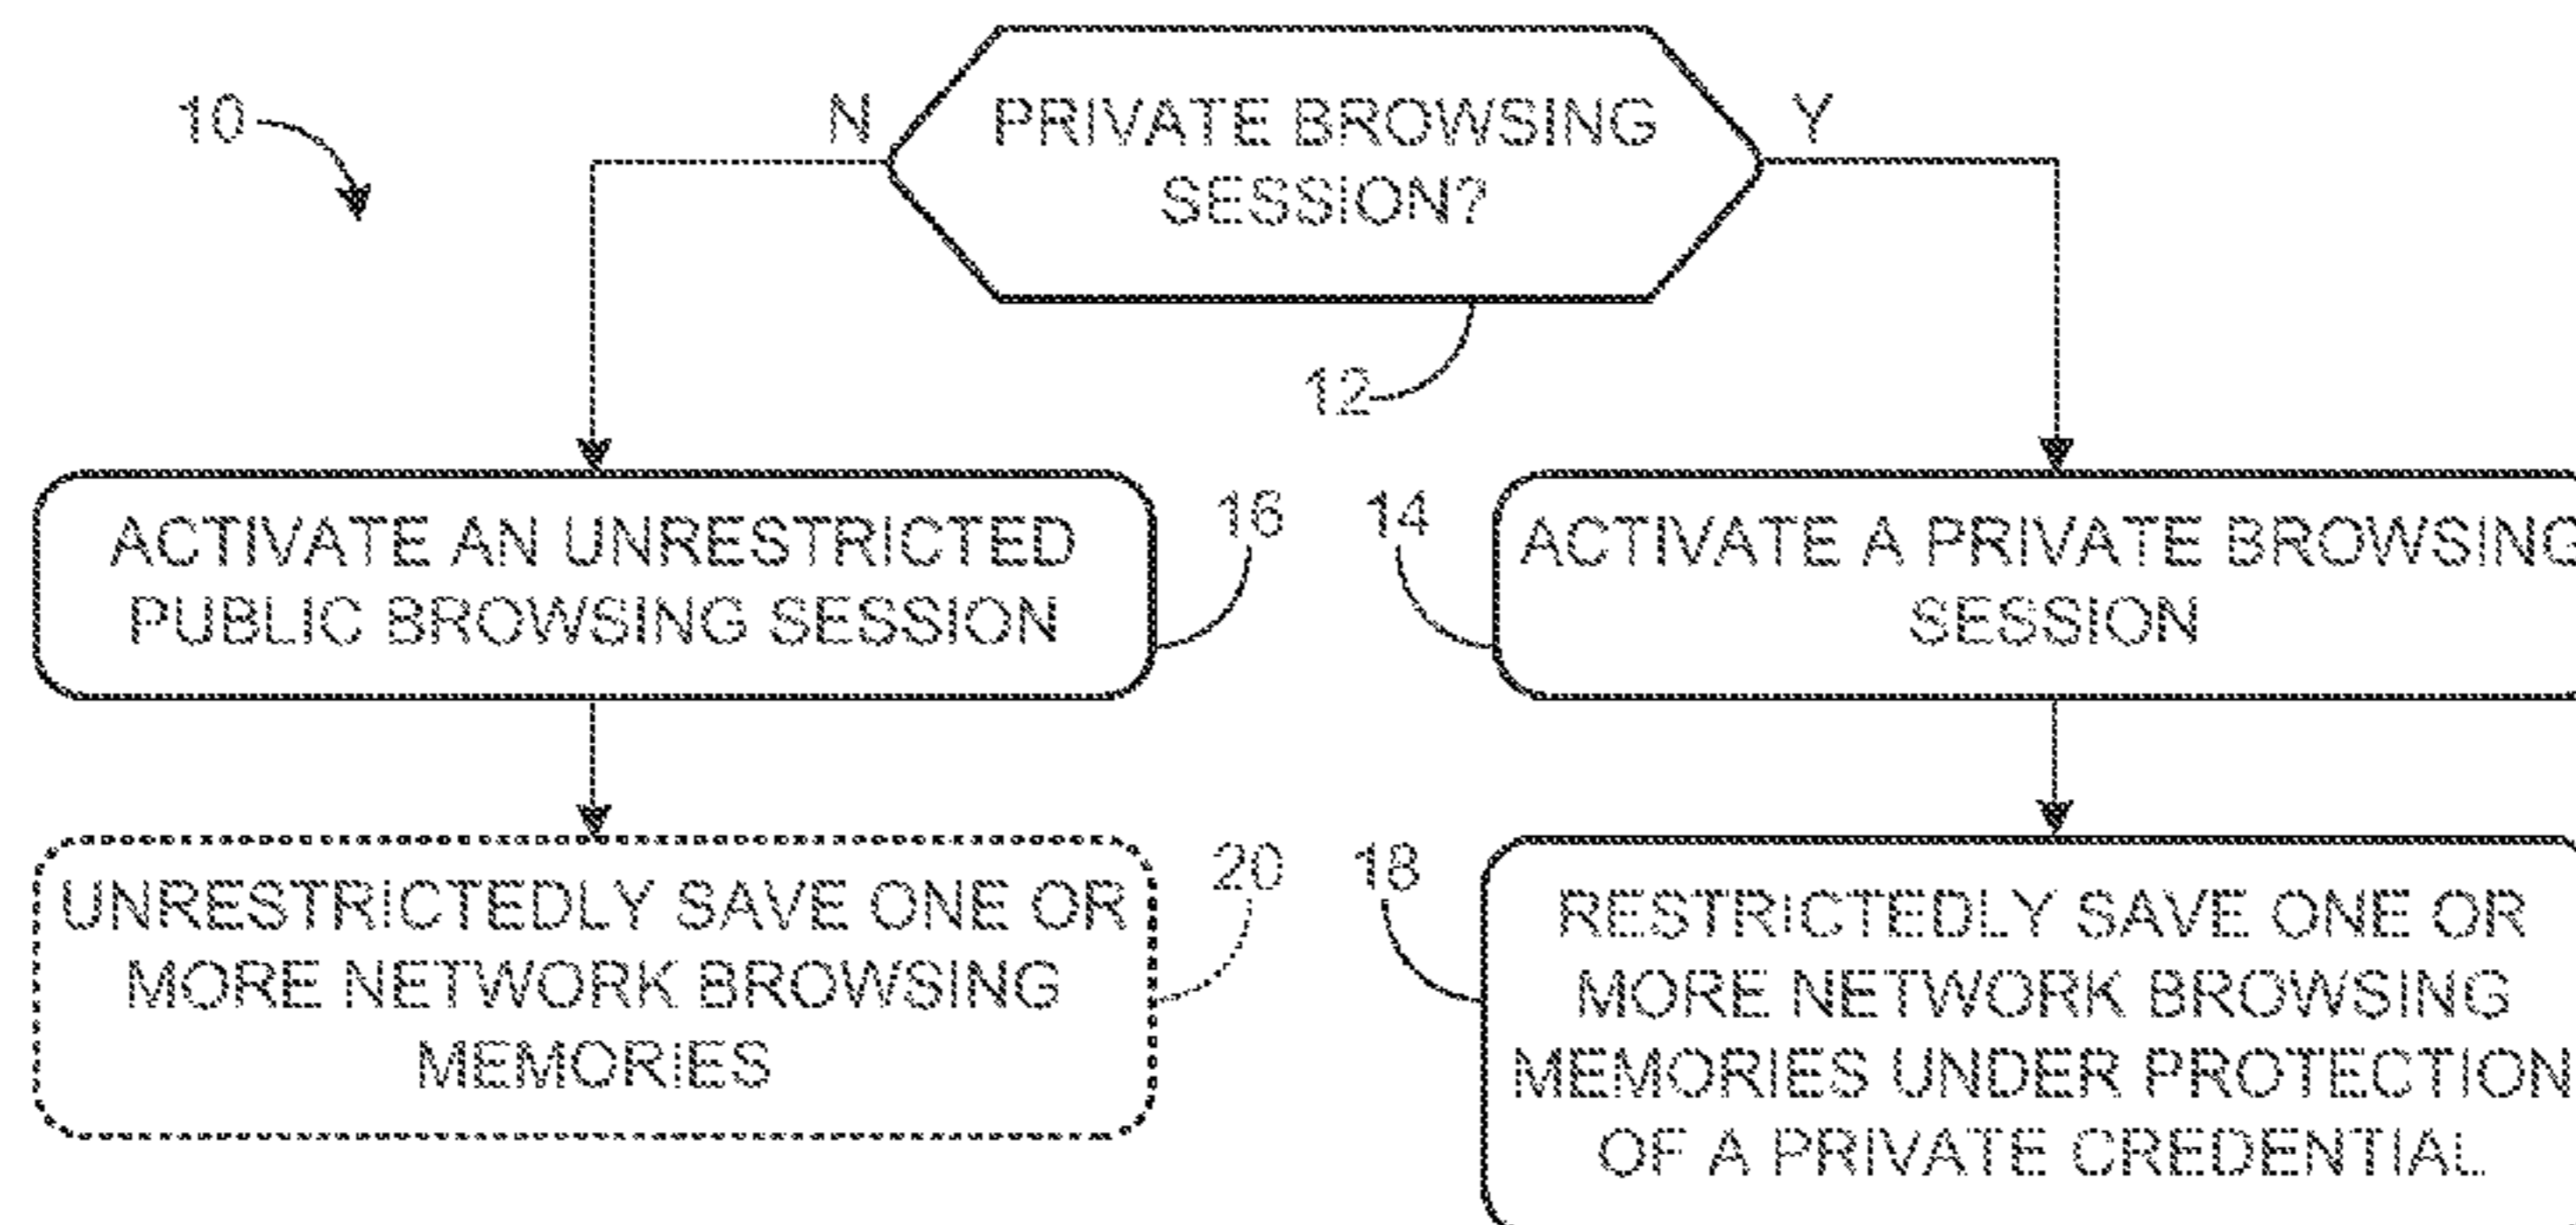 10
N
PRIVATE BROWSING
SESSION?
Y
12
ACTIVATE AN UNRESTRICTED
PUBLIC BROWSING SESSION
16
14
ACTIVATE A PRIVATE BROWSING
SESSION
UNRESTRICTEDLY SAVE ONE OR
MORE NETWORK BROWSING
MEMORIES
20
18
RESTRICTEDLY SAVE ONE OR
MORE NETWORK BROWSING
MEMORIES UNDER PROTECTION
OF A PRIVATE CREDENTIAL